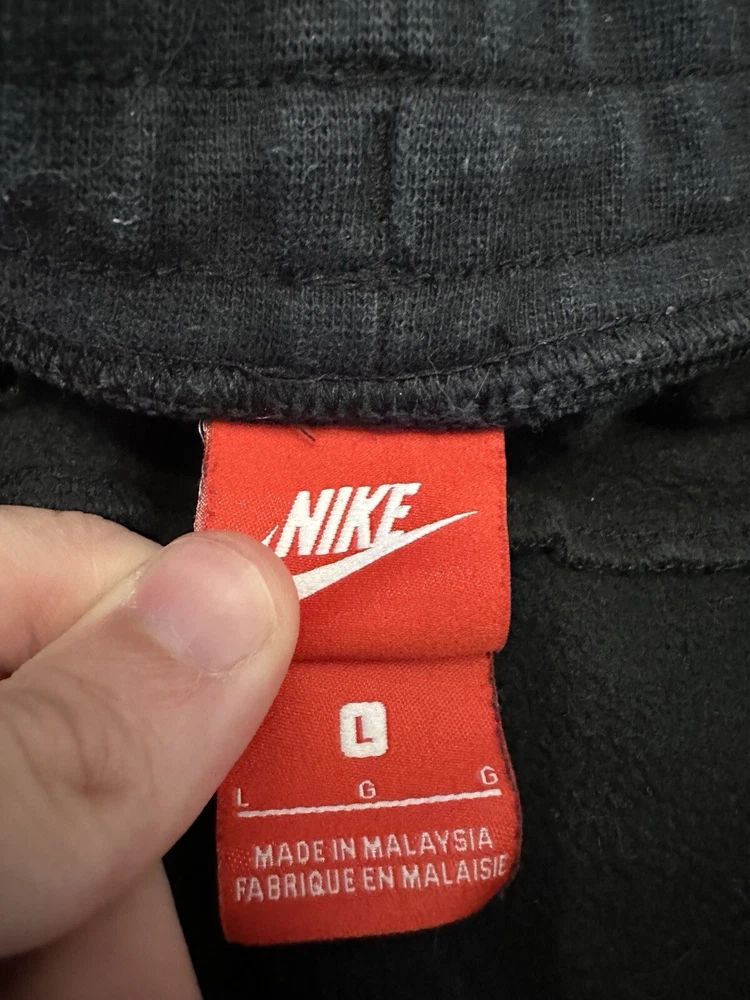 NIKE
L
L G G
MADE IN MALAYSIA
FABRIQUE EN MALAISIE